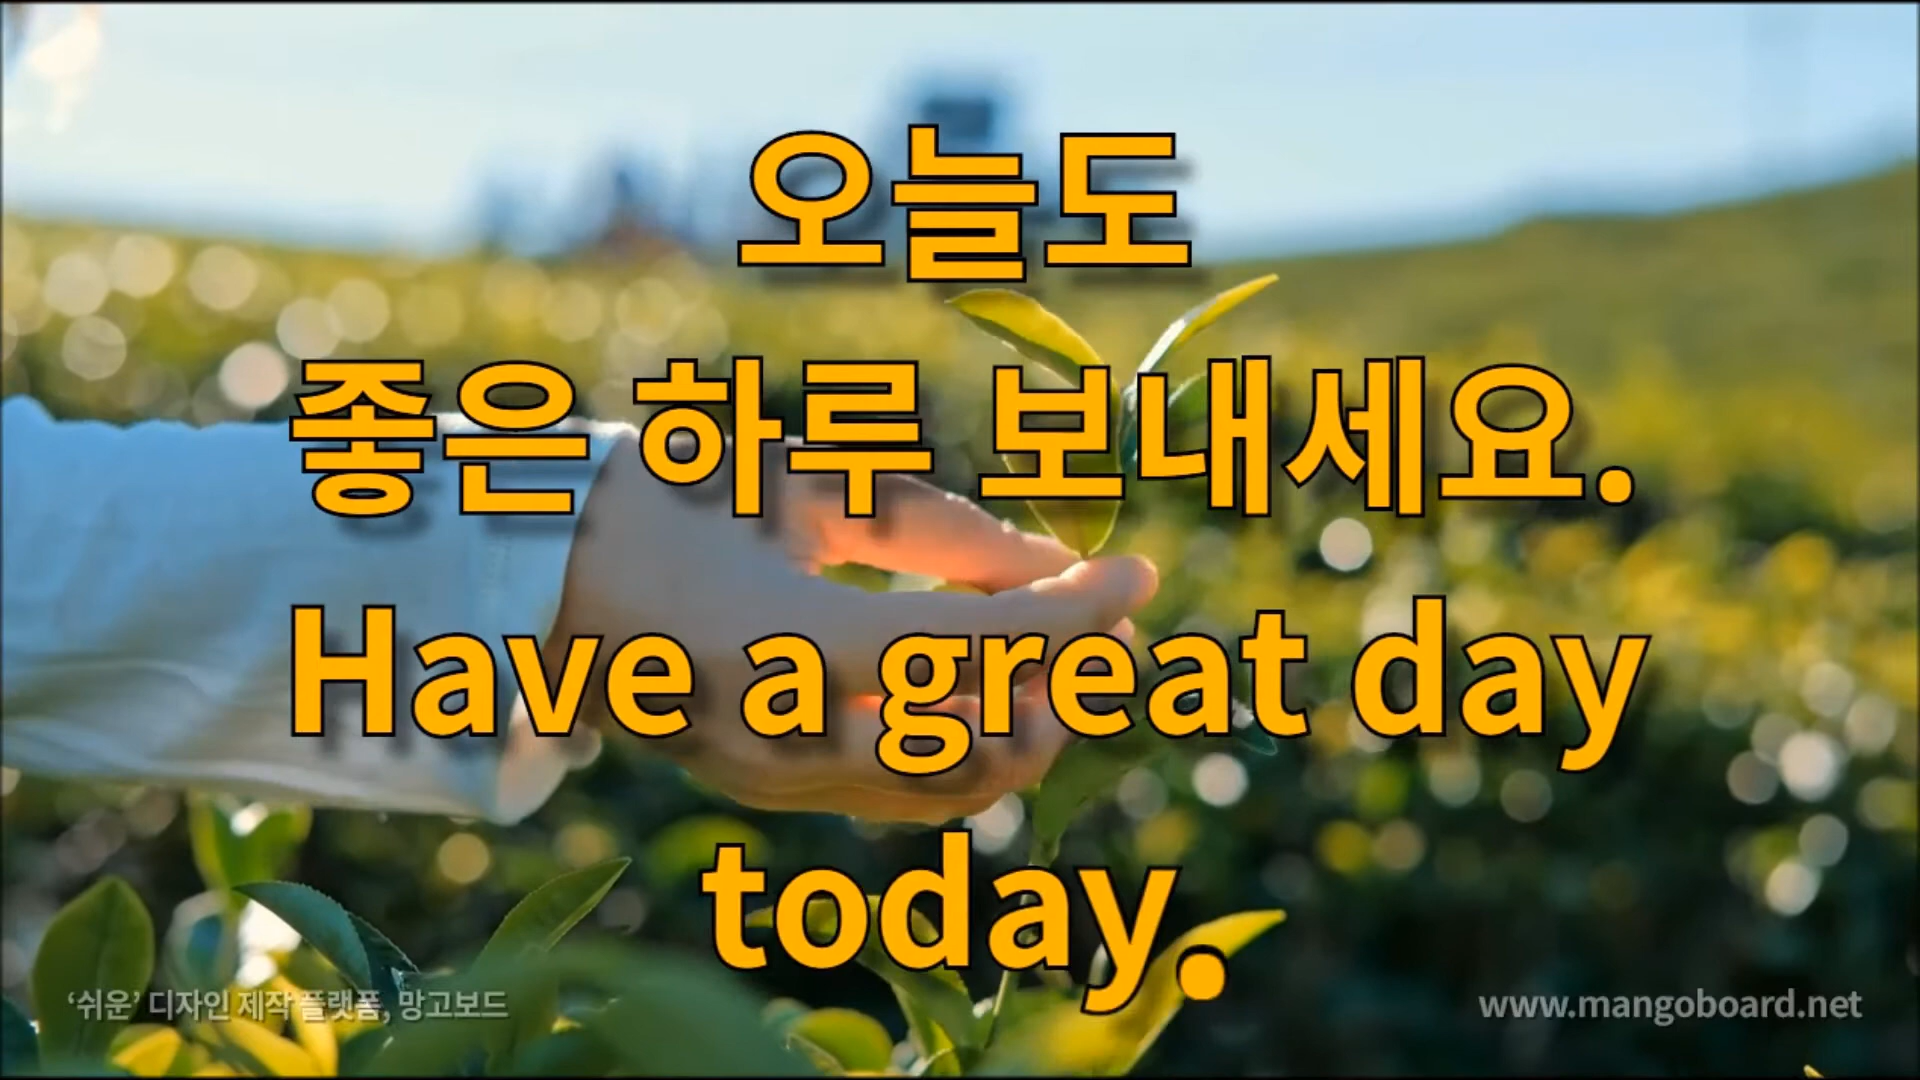 오늘도
좋은 하루 보내세요.
Have a great day
today.
‘쉬운’ 디자인 제작 플랫폼, 망고보드
www.mangoboard.net